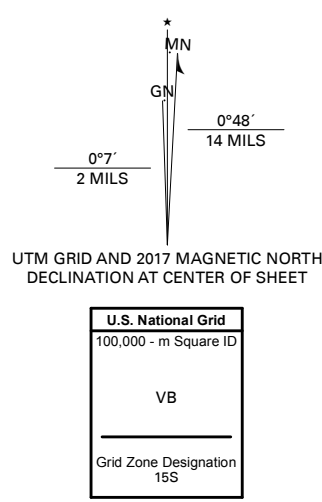 ★
MN
GN
0°48´
14 MILS
0°7´
2 MILS
UTM GRID AND 2017 MAGNETIC NORTH
DECLINATION AT CENTER OF SHEET
U.S. National Grid
100,000 - m Square ID
VB
Grid Zone Designation
15S